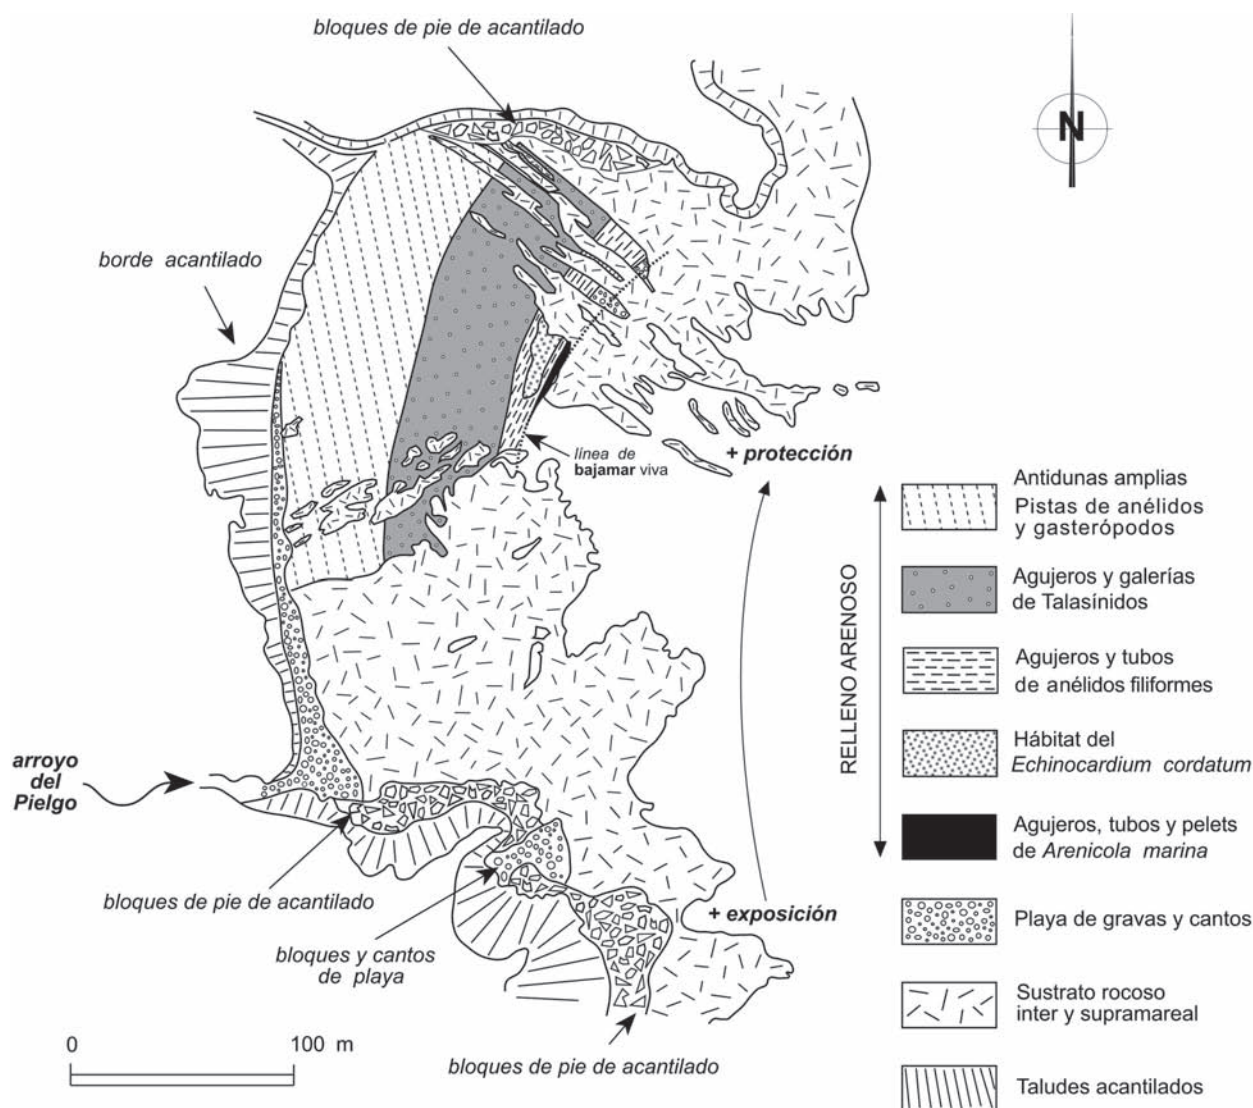 bloques de pie de acantilado
N
borde acantilado
línea de
bajamar viva
+ protección
arroyo
del
Pielgo
bloques de pie de acantilado
bloques y cantos
de playa
+ exposición
bloques de pie de acantilado
0 100 m
RELLENO ARENOSO
Antidunas amplias
Pistas de anélidos
y gasterópodos
Agujeros y galerías
de Talasínidos
Agujeros y tubos
de anélidos filiformes
Hábitat del
Echinocardium cordatum
Agujeros, tubos y pelets
de Arenicola marina
Playa de gravas y cantos
Sustrato rocoso
inter y supramareal
Taludes acantilados